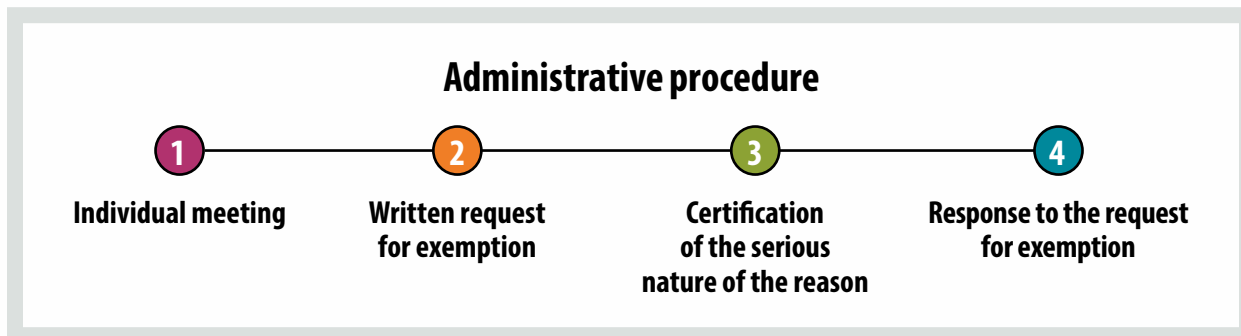 Administrative procedure
1
2
3
4
Individual meeting
Written request
for exemption
Certification
of the serious
nature of the reason
Response to the request
for exemption